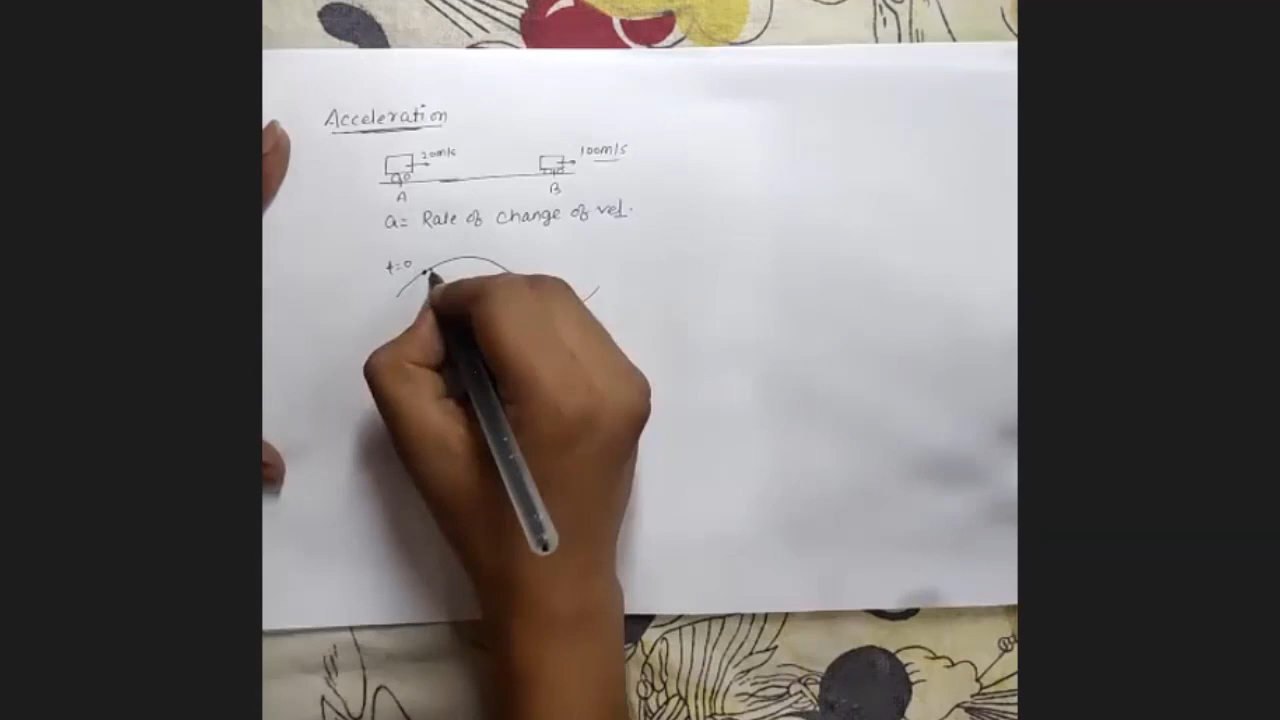 Acceleration
20m/s 100m/s
A B
a = Rate of change of vel.
t=0